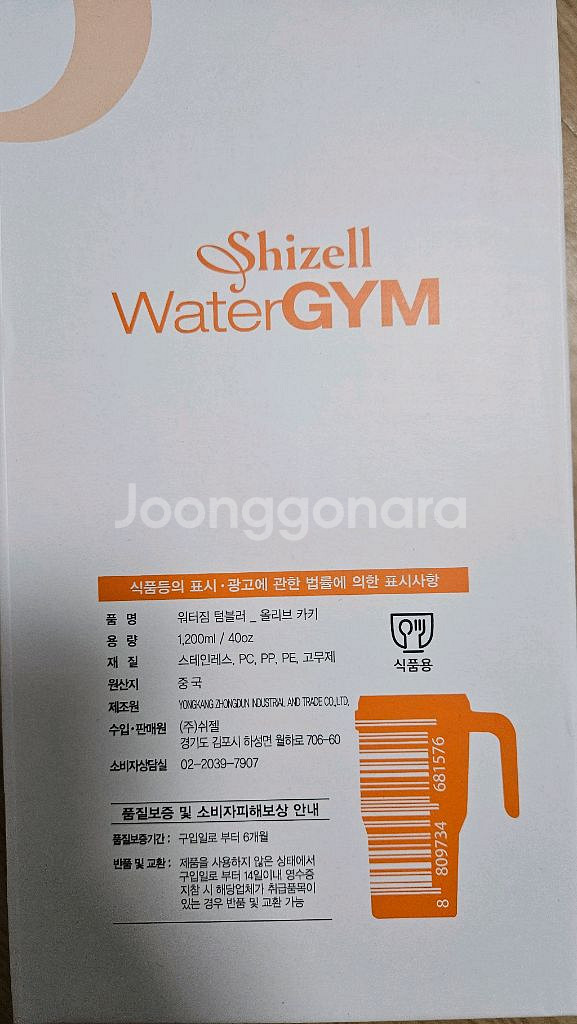 Shizell
WaterGYM
Joonggonara
식품등의 표시·광고에 관한 법률에 의한 표시사항
품 명 워터짐 텀블러 _ 올리브 카키
용 량 1,200ml / 40oz
재 질 스테인레스, PC, PP, PE, 고무제
원산지 중국
제조원 YONGKANG ZHONGDUN INDUSTRIAL AND TRADE CO.,LTD.
수입·판매원 (주)쉬젤
경기도 김포시 하성면 월하로 706-60
소비자상담실 02-2039-7907
식품용
품질보증 및 소비자피해보상 안내
품질보증기간 : 구입일로 부터 6개월
반품 및 교환 : 제품을 사용하지 않은 상태에서
구입일로 부터 14일이내 영수증
지참 시 해당업체가 취급품목이
있는 경우 반품 및 교환 가능
8 809734 681576